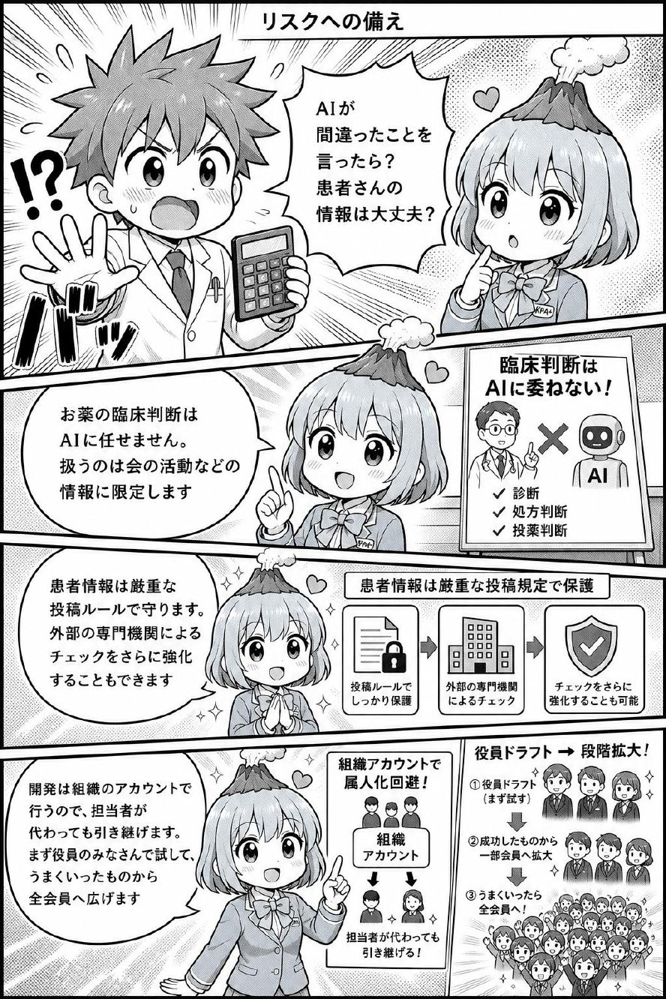 リスクへの備え
AIが
間違ったことを
言ったら？
患者さんの
情報は大丈夫？
!?
バッ
KPA+
お薬の臨床判断は
AIに任せません。
扱うのは会の活動などの
情報に限定します
臨床判断は
AIに委ねない！
AI
✓ 診断
✓ 処方判断
✓ 投薬判断
患者情報は厳重な
投稿ルールで守ります。
外部の専門機関による
チェックをさらに強化
することもできます
患者情報は厳重な投稿規定で保護
投稿ルールで
しっかり保護
外部の専門機関
によるチェック
チェックをさらに
強化することも可能
開発は組織のアカウントで
行うので、担当者が
代わっても引き継げます。
まず役員のみなさんで試して、
うまくいったものから
全会員へ広げます
組織アカウントで
属人化回避！
組織
アカウント
担当者が代わっても
引き継げる！
役員ドラフト → 段階拡大！
①役員ドラフト
（まず試す）
②成功したものから
一部会員へ拡大
③うまくいったら
全会員へ！